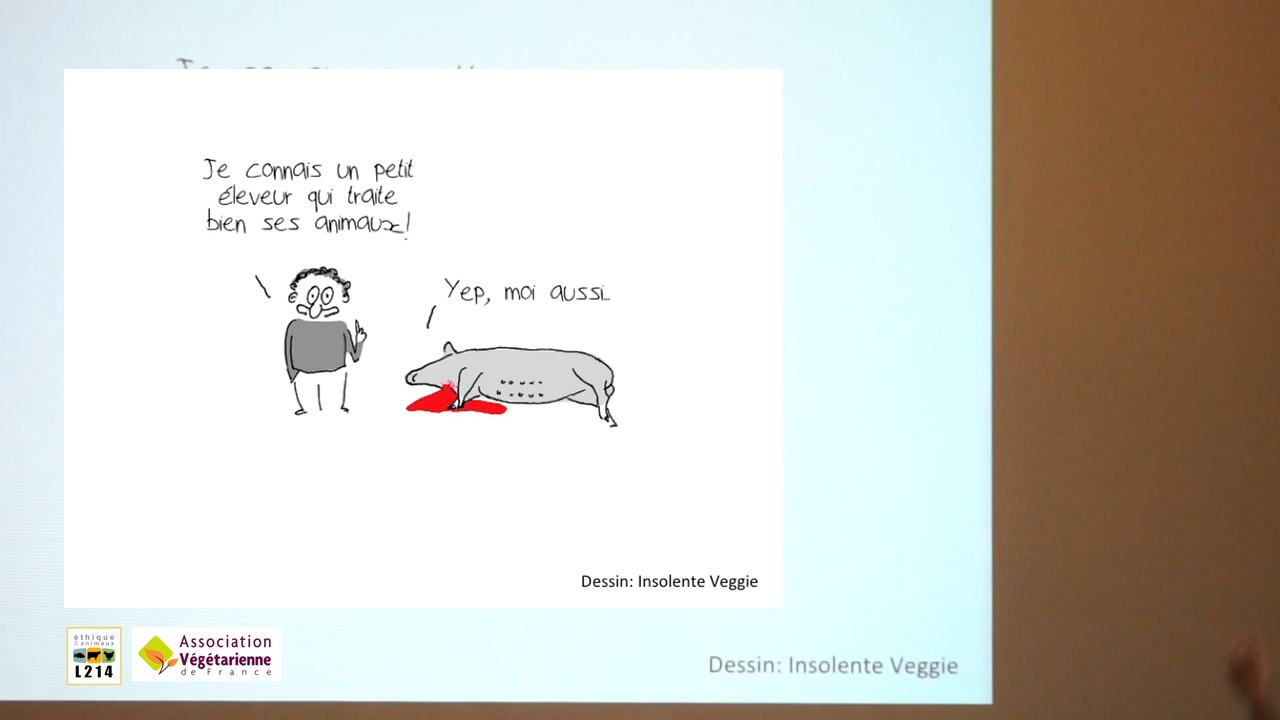 Je connais un petit
éleveur qui traite
bien ses animaux!
Yep, moi aussi...
Dessin: Insolente Veggie
éthique
& animaux
L214
Association
Végétarienne
de France
Dessin: Insolente Veggie